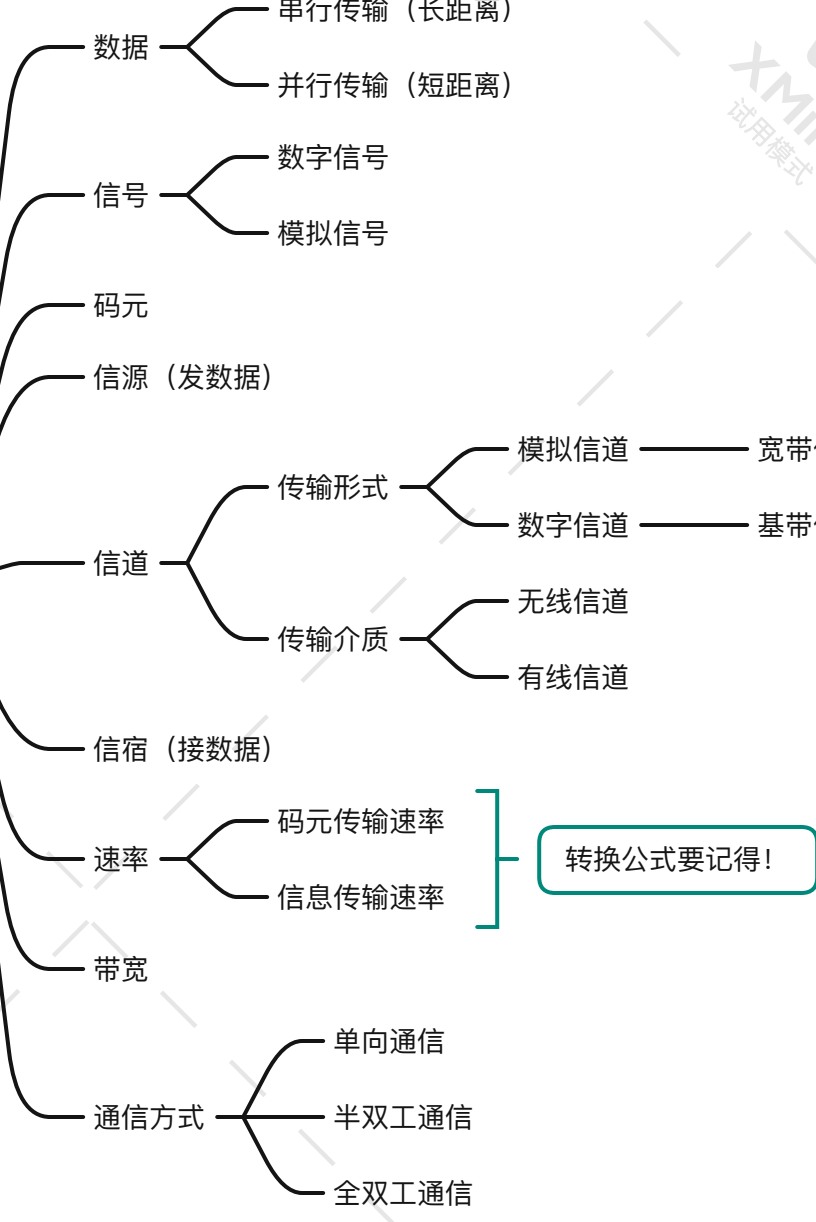 串行传输（长距离）
数据
并行传输（短距离）
数字信号
信号
模拟信号
码元
信源（发数据）
模拟信道
宽带
传输形式
数字信道
基带
信道
无线信道
传输介质
有线信道
信宿（接数据）
码元传输速率
速率
转换公式要记得！
信息传输速率
带宽
单向通信
通信方式
半双工通信
全双工通信
试用模式